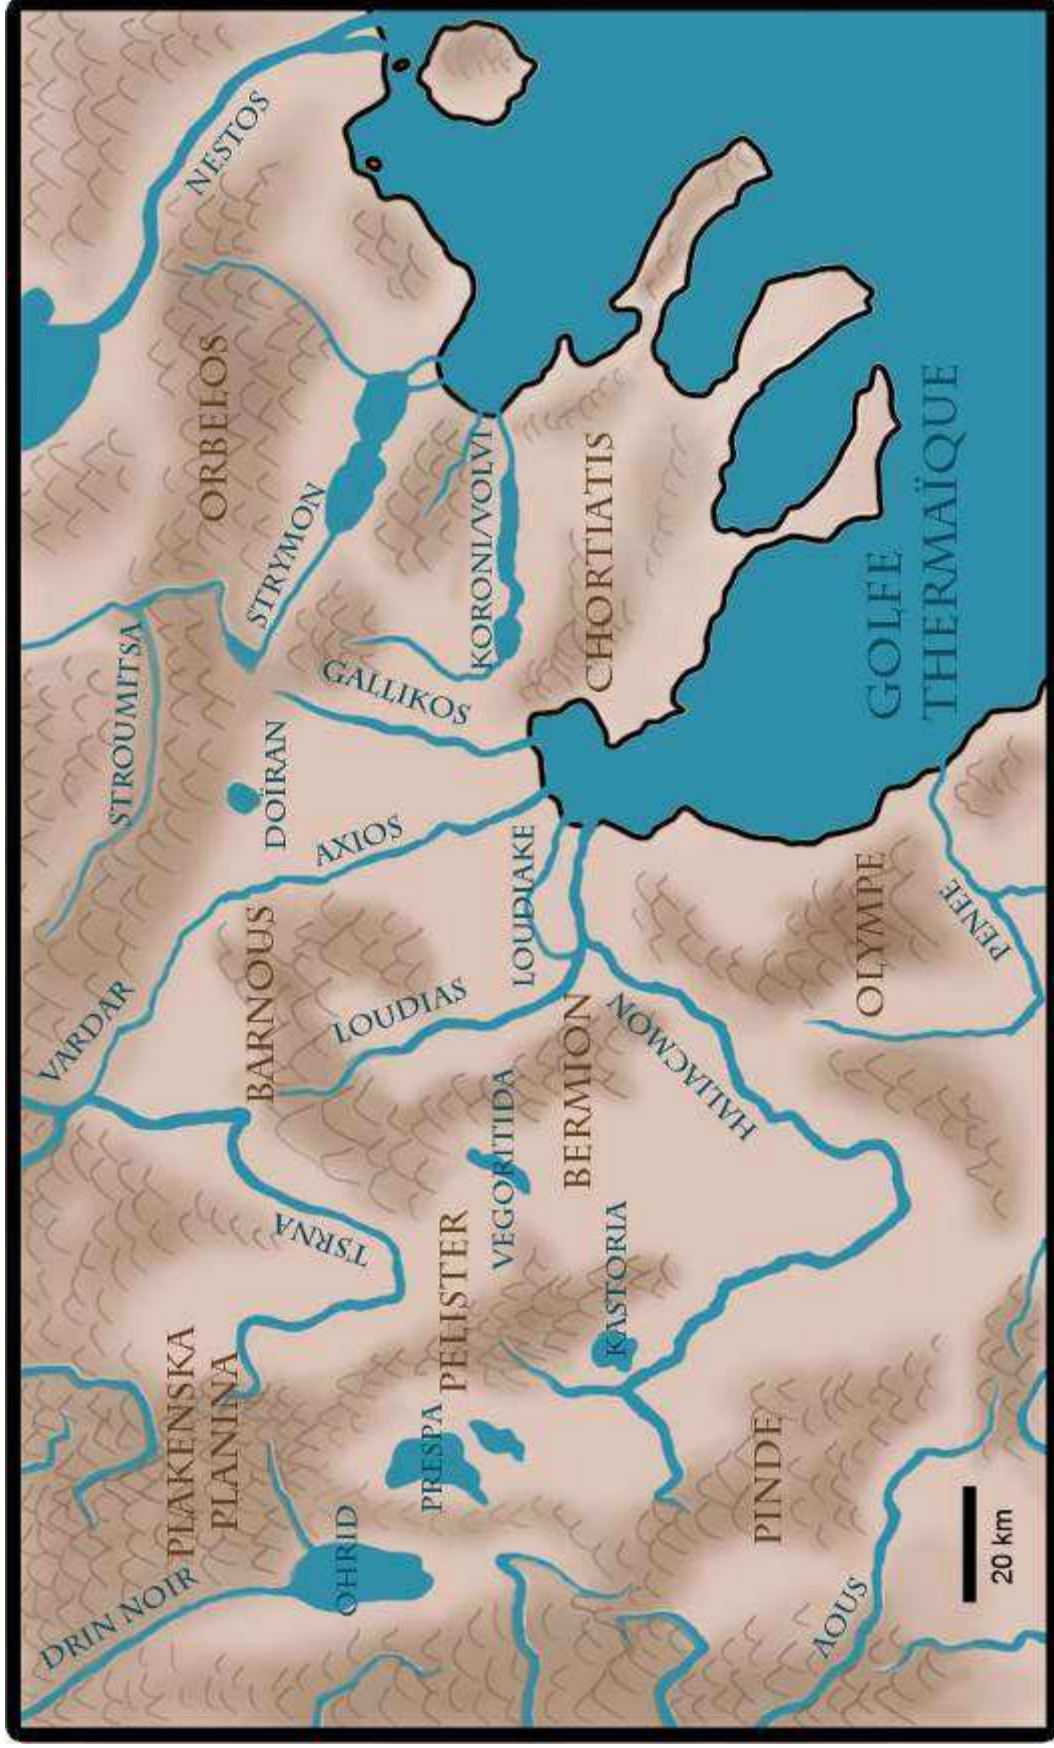 DRIN NOIR
PLAKENSKA
PLANINA
OHRID
PRESPA
PELISTER
TSRNA
VARDAR
BARNOUS
LOUDIAS
VEGORITIDA
BERMION
KASTORIA
HALIACMON
LOUDIAKE
AXIOS
DOÏRAN
STROUMITSA
GALLIKOS
STRYMON
ORBELOS
NESTOS
KORONI/VOLVI
CHORTIATIS
GOLFE
THERMAÏQUE
OLYMPE
PENEE
PINDE
AOUS
20 km